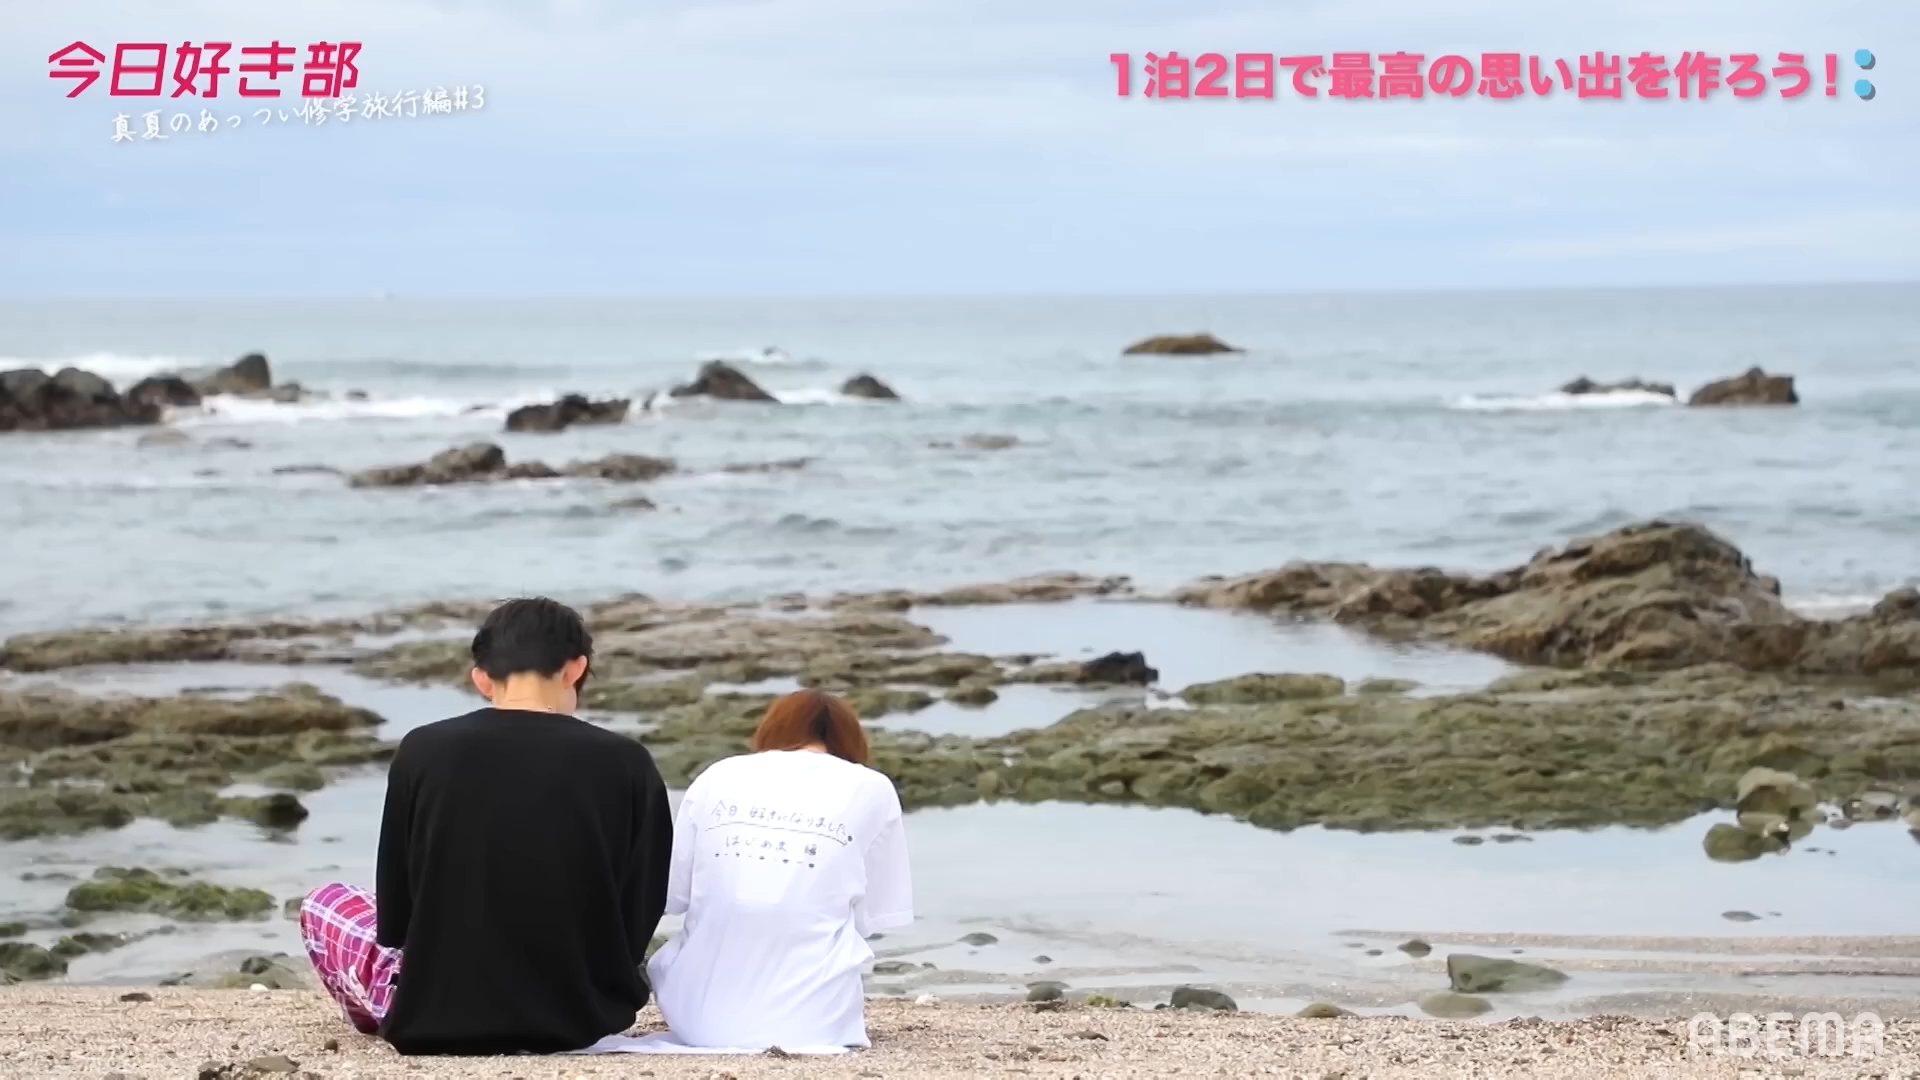 今日好き部
真夏のあっつい修学旅行編#3
1泊2日で最高の思い出を作ろう!
今日、好きになりました。
はじめま 編
ABEMA